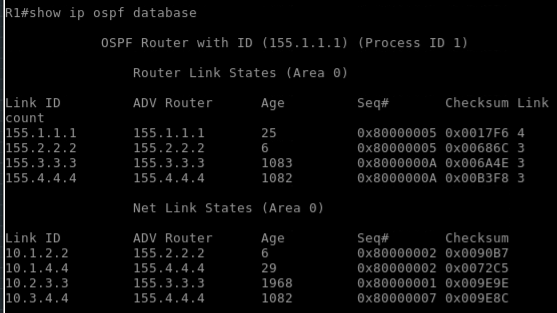 R1#show ip ospf database
OSPF Router with ID (155.1.1.1) (Process ID 1)
Router Link States (Area 0)
Link ID ADV Router Age Seq# Checksum Link
count
155.1.1.1 155.1.1.1 25 0x80000005 0x0017F6 4
155.2.2.2 155.2.2.2 6 0x80000005 0x00686C 3
155.3.3.3 155.3.3.3 1083 0x8000000A 0x006A4E 3
155.4.4.4 155.4.4.4 1082 0x8000000A 0x00B3F8 3
Net Link States (Area 0)
Link ID ADV Router Age Seq# Checksum
10.1.2.2 155.2.2.2 6 0x80000002 0x0090B7
10.1.4.4 155.4.4.4 29 0x80000002 0x0072C5
10.2.3.3 155.3.3.3 1968 0x80000001 0x009E9E
10.3.4.4 155.4.4.4 1082 0x80000007 0x009E8C